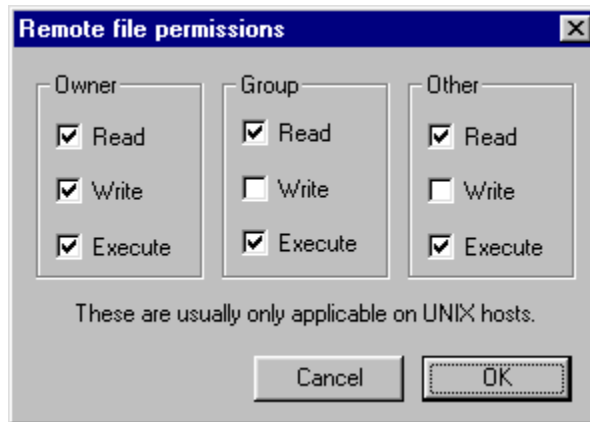 Remote file permissions
Owner Group Other
Read Read Read
Write Write Write
Execute Execute Execute
These are usually only applicable on UNIX hosts.
Cancel OK